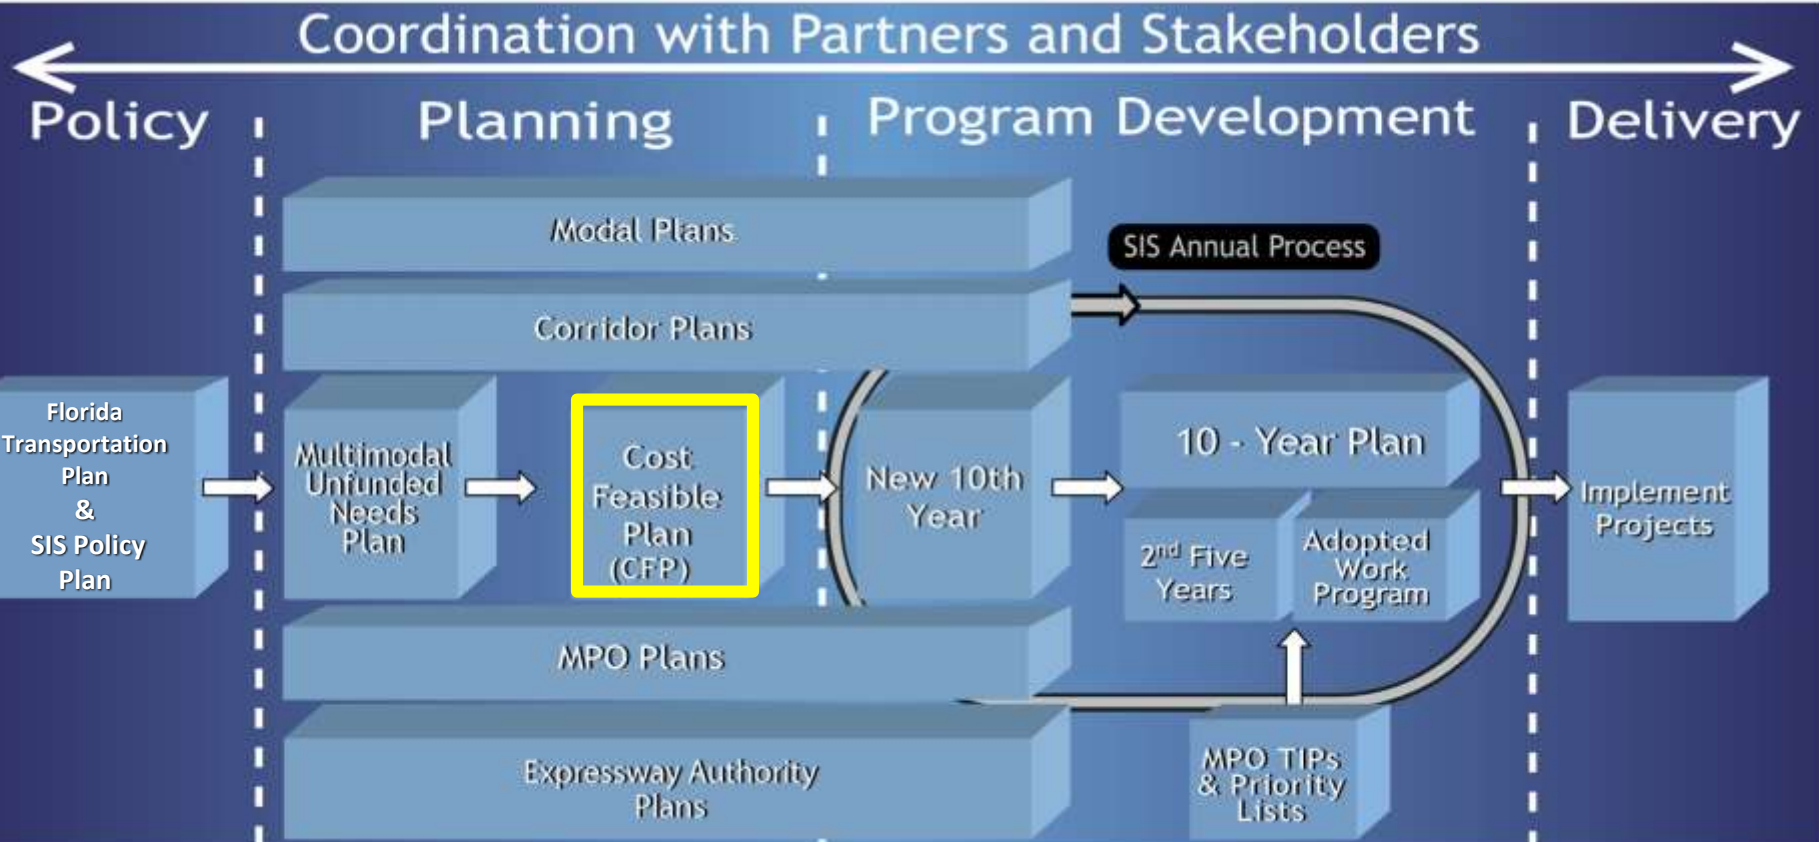 Coordination with Partners and Stakeholders
Policy
Planning
Program Development
Delivery
Modal Plans
SIS Annual Process
Corridor Plans
Florida
Transportation
Plan
&
SIS Policy
Plan
Multimodal
Unfunded
Needs
Plan
Cost
Feasible
Plan
(CFP)
New 10th
Year
10 - Year Plan
2nd Five
Years
Adopted
Work
Program
Implement
Projects
MPO Plans
Expressway Authority
Plans
MPO TIPs
& Priority
Lists